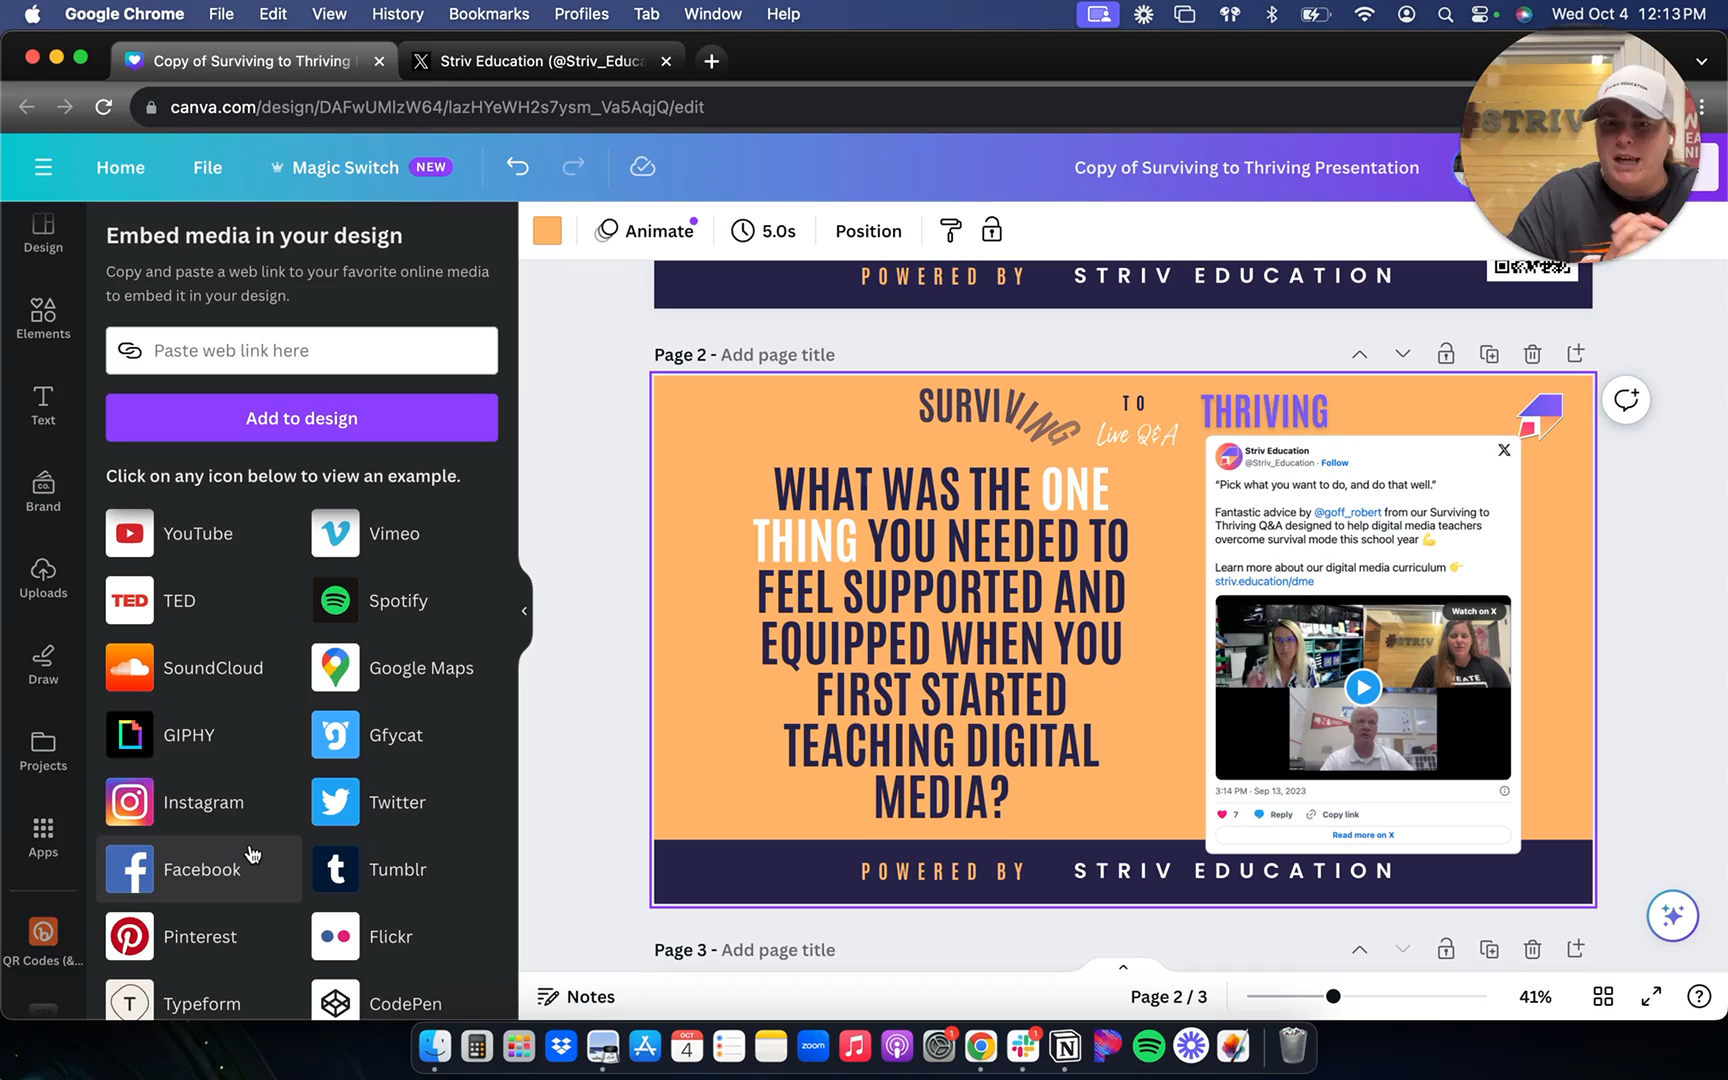 Google Chrome File Edit View History Bookmarks Profiles Tab Window Help
Wed Oct 4 12:13 PM
Copy of Surviving to Thriving
Striv Education (@Striv_Educa
canva.com/design/DAFwUMIzW64/lazHYeWH2s7ysm_Va5AqjQ/edit
#STRIV
Home File Magic Switch NEW
Copy of Surviving to Thriving Presentation
Design
Elements
Text
CO.
Brand
Uploads
Draw
Projects
Apps
QR Codes (&...
Embed media in your design
Copy and paste a web link to your favorite online media
to embed it in your design.
Paste web link here
Add to design
Click on any icon below to view an example.
YouTube
Vimeo
TED TED
Spotify
SoundCloud
Google Maps
GIPHY
Gfycat
Instagram
Twitter
Facebook
Tumblr
Pinterest
Flickr
T Typeform
CodePen
Animate 5.0s Position
POWERED BY STRIV EDUCATION
Page 2 - Add page title
SURVIVING TO THRIVING
Live Q&A
WHAT WAS THE ONE
THING YOU NEEDED TO
FEEL SUPPORTED AND
EQUIPPED WHEN YOU
FIRST STARTED
TEACHING DIGITAL
MEDIA?
Striv Education
@Striv_Education · Follow
“Pick what you want to do, and do that well.”
Fantastic advice by @goff_robert from our Surviving to
Thriving Q&A designed to help digital media teachers
overcome survival mode this school year 💪
Learn more about our digital media curriculum 👉
striv.education/dme
Watch on X
#STRIV
3:14 PM · Sep 13, 2023
7 Reply Copy link
Read more on X
POWERED BY STRIV EDUCATION
Page 3 - Add page title
Notes
Page 2 / 3
41%
OCT
4
zoom
1
1